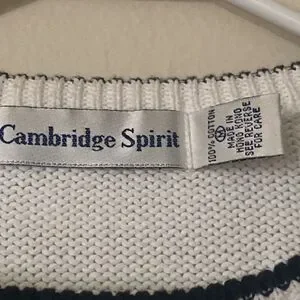 Cambridge Spirit
M
100% COTTON
MADE IN
HONG KONG
SEE REVERSE
FOR CARE